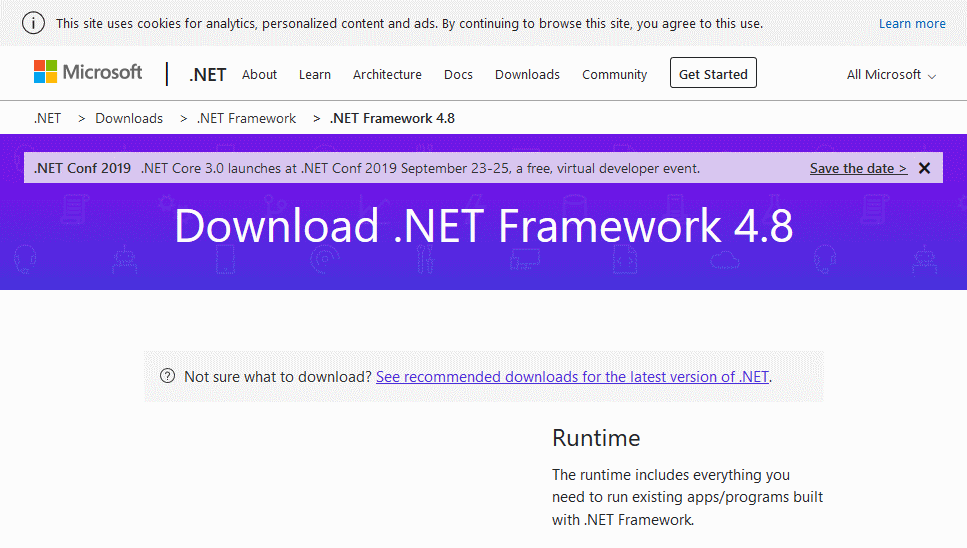 This site uses cookies for analytics, personalized content and ads. By continuing to browse this site, you agree to this use. Learn more
Microsoft .NET About Learn Architecture Docs Downloads Community Get Started All Microsoft
.NET > Downloads > .NET Framework > .NET Framework 4.8
.NET Conf 2019 .NET Core 3.0 launches at .NET Conf 2019 September 23-25, a free, virtual developer event. Save the date >
Download .NET Framework 4.8
Not sure what to download? See recommended downloads for the latest version of .NET.
Runtime
The runtime includes everything you
need to run existing apps/programs built
with .NET Framework.